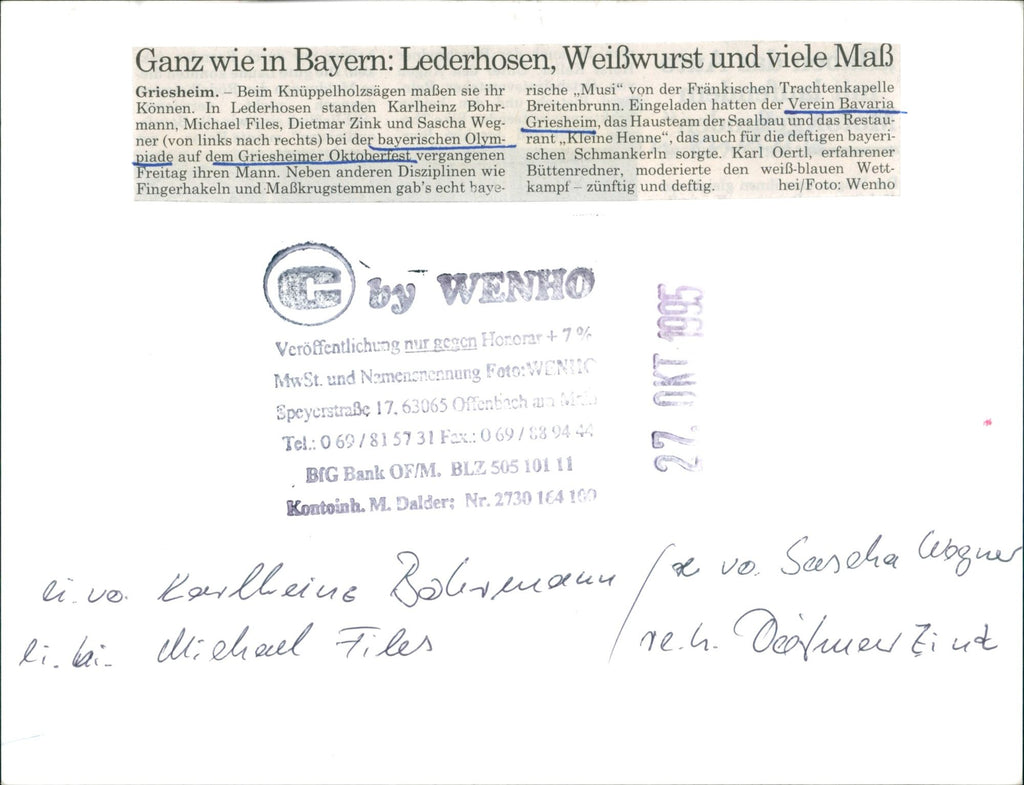 Ganz wie in Bayern: Lederhosen, Weißwurst und viele Maß
Griesheim. – Beim Knüppelholzsägen maßen sie ihr
Können. In Lederhosen standen Karlheinz Bohr-
mann, Michael Files, Dietmar Zink und Sascha Weg-
ner (von links nach rechts) bei der bayerischen Olym-
piade auf dem Griesheimer Oktoberfest vergangenen
Freitag ihren Mann. Neben anderen Disziplinen wie
Fingerhakeln und Maßkrugstemmen gab's echt baye-
rische „Musi“ von der Fränkischen Trachtenkapelle
Breitenbrunn. Eingeladen hatten der Verein Bavaria
Griesheim, das Hausteam der Saalbau und das Restau-
rant „Kleine Henne“, das auch für die deftigen bayeri-
schen Schmankerln sorgte. Karl Oertl, erfahrener
Büttenredner, moderierte den weiß-blauen Wett-
kampf – zünftig und deftig. hei/Foto: Wenho
C by WENHO
Veröffentlichung nur gegen Honorar + 7 %
MwSt. und Namensnennung Foto: WENHO
Speyerstraße 17, 63065 Offenbach am Main
Tel.: 0 69 / 81 57 31 Fax.: 0 69 / 88 94 44
BfG Bank OF/M. BLZ 505 101 11
Kontoinh. M. Dalder; Nr. 2730 164 100
27. OKT. 1995
li. vo. Karlheinz Bohrmann / re vo. Sascha Wegner
li. hi. Michael Files / re. h. Dietmar Zink